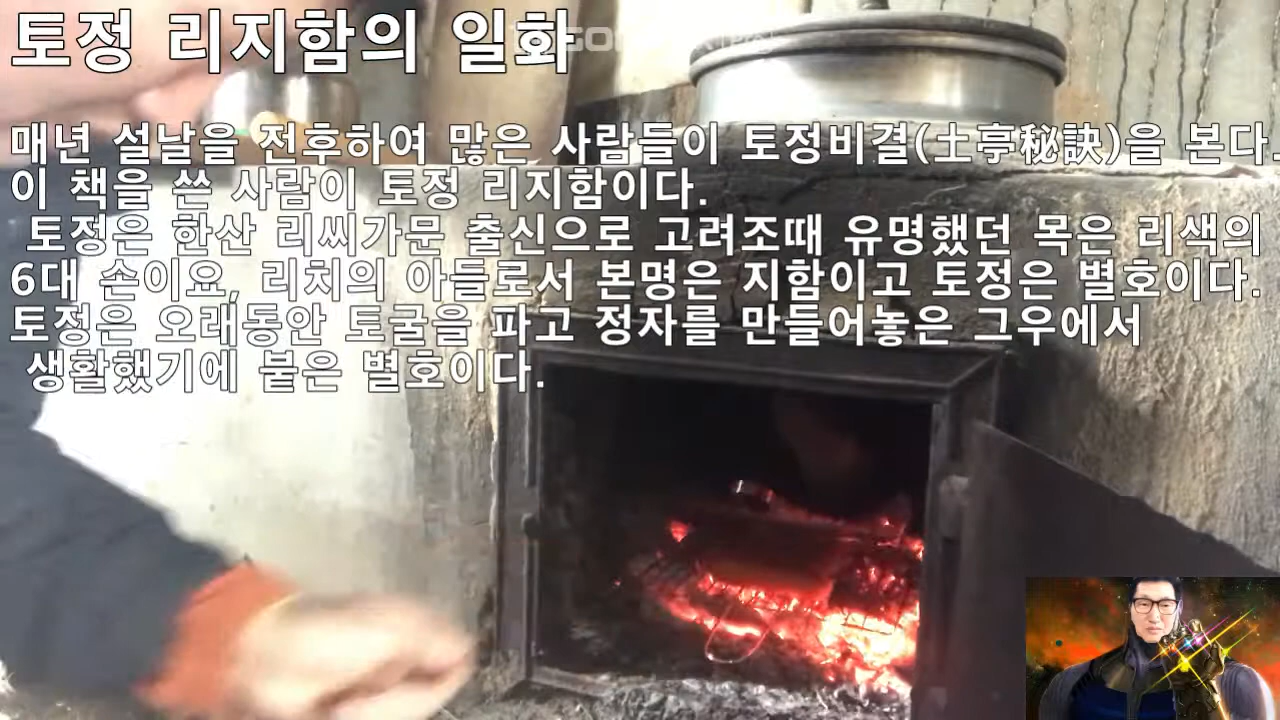 토정 리지함의 일화
매년 설날을 전후하여 많은 사람들이 토정비결(土亭秘訣)을 본다.
이 책을 쓴 사람이 토정 리지함이다.
토정은 한산 리씨가문 출신으로 고려조때 유명했던 목은 리색의
6대 손이요, 리치의 아들로서 본명은 지함이고 토정은 별호이다.
토정은 오래동안 토굴을 파고 정자를 만들어놓은 그우에서
생활했기에 붙은 별호이다.